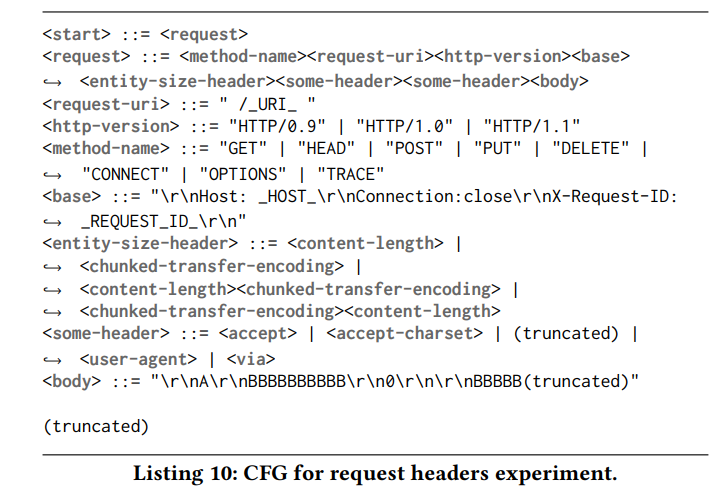 <start> ::= <request>
<request> ::= <method-name><request-uri><http-version><base>
↪ <entity-size-header><some-header><some-header><body>
<request-uri> ::= " /_URI_ "
<http-version> ::= "HTTP/0.9" | "HTTP/1.0" | "HTTP/1.1"
<method-name> ::= "GET" | "HEAD" | "POST" | "PUT" | "DELETE" |
↪ "CONNECT" | "OPTIONS" | "TRACE"
<base> ::= "\r\nHost: _HOST_\r\nConnection:close\r\nX-Request-ID:
↪ _REQUEST_ID_\r\n"
<entity-size-header> ::= <content-length> |
↪ <chunked-transfer-encoding> |
↪ <content-length><chunked-transfer-encoding> |
↪ <chunked-transfer-encoding><content-length>
<some-header> ::= <accept> | <accept-charset> | (truncated) |
↪ <user-agent> | <via>
<body> ::= "\r\nA\r\nBBBBBBBBBB\r\n0\r\n\r\nBBBBB(truncated)"
(truncated)
Listing 10: CFG for request headers experiment.